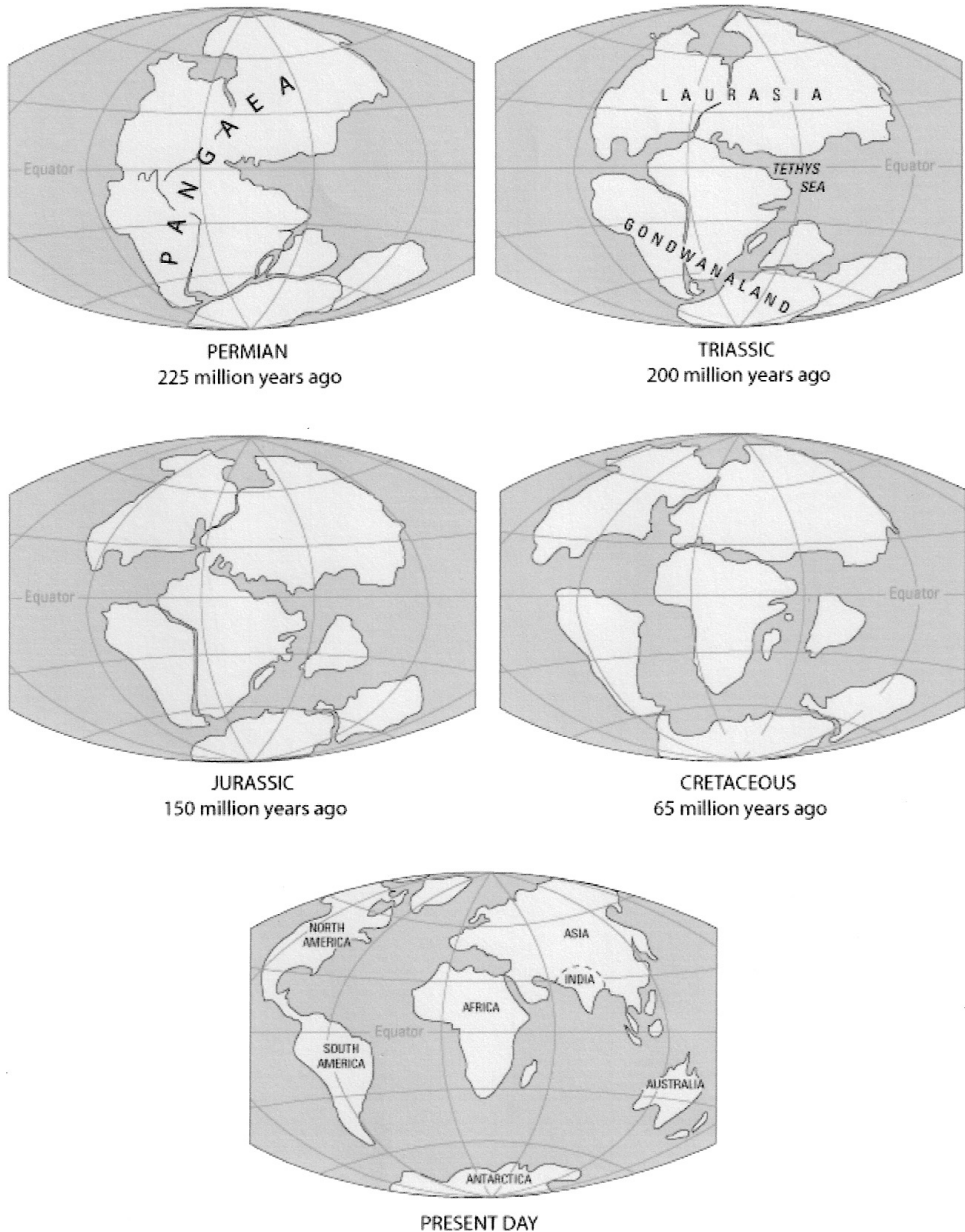 PANGAEA
Equator
PERMIAN
225 million years ago
LAURASIA
TETHYS
SEA
Equator
GONDWANALAND
TRIASSIC
200 million years ago
Equator
JURASSIC
150 million years ago
Equator
CRETACEOUS
65 million years ago
NORTH
AMERICA
ASIA
INDIA
AFRICA
Equator
SOUTH
AMERICA
AUSTRALIA
ANTARCTICA
PRESENT DAY